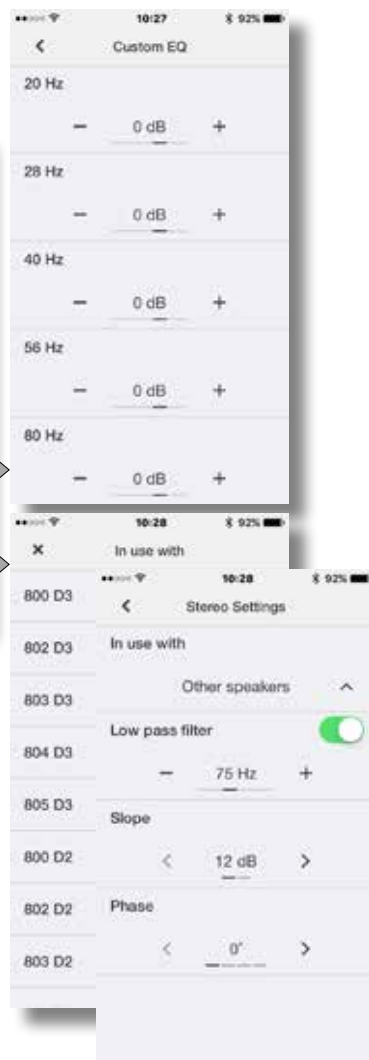 10:27
92%
Custom EQ
20 Hz
− 0 dB +
28 Hz
− 0 dB +
40 Hz
− 0 dB +
56 Hz
− 0 dB +
80 Hz
− 0 dB +
10:28
92%
In use with
800 D3
802 D3
803 D3
804 D3
805 D3
800 D2
802 D2
803 D2
10:28
92%
Stereo Settings
In use with
Other speakers
Low pass filter
− 75 Hz +
Slope
< 12 dB >
Phase
< 0° >